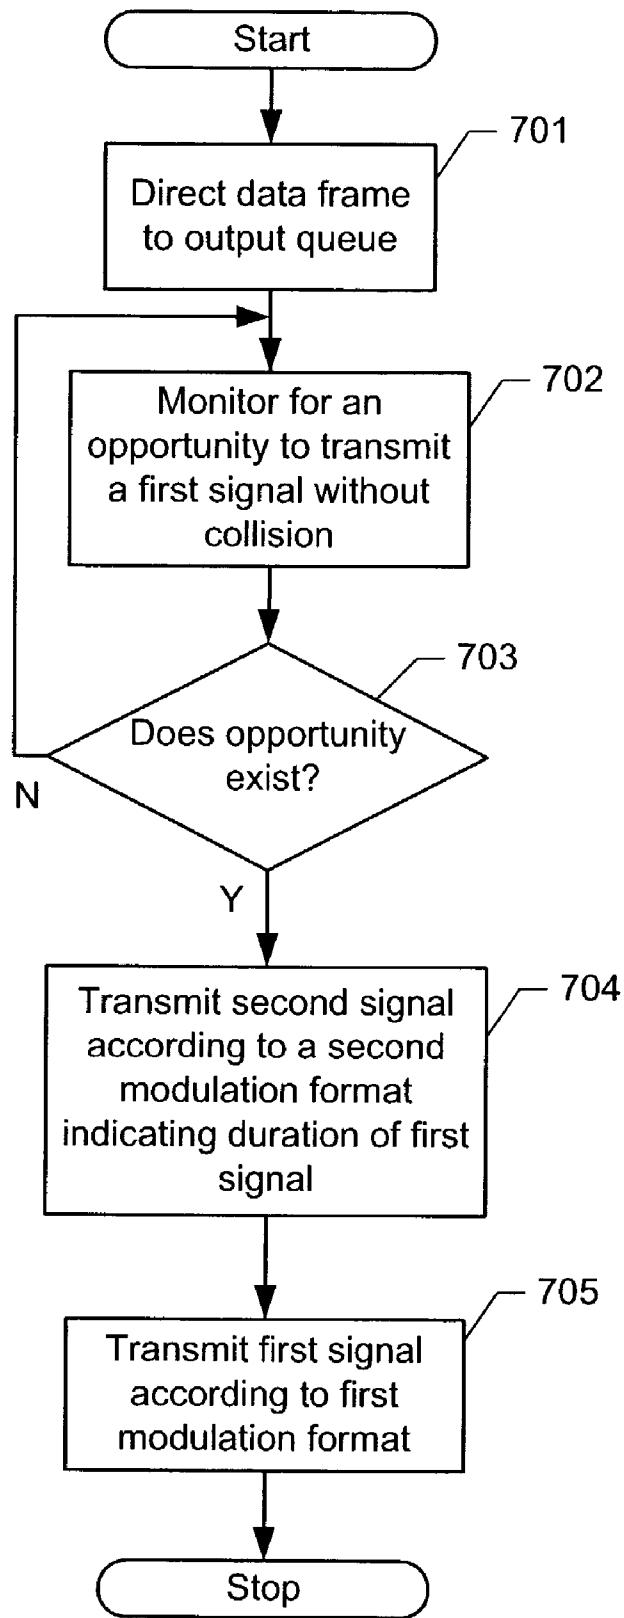 Start
701
Direct data frame
to output queue
702
Monitor for an
opportunity to transmit
a first signal without
collision
703
Does opportunity
exist?
N
Y
704
Transmit second signal
according to a second
modulation format
indicating duration of first
signal
705
Transmit first signal
according to first
modulation format
Stop